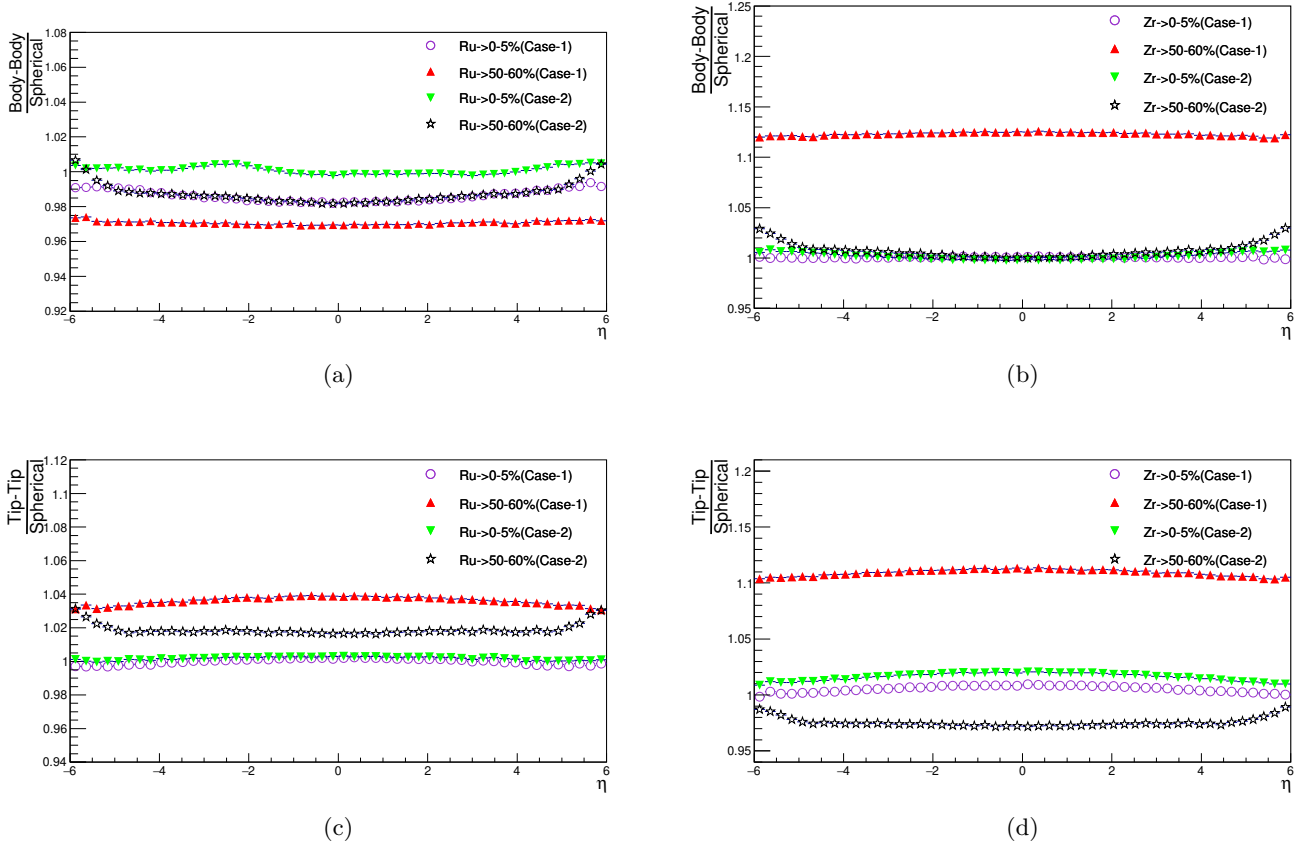 Body-Body
Spherical
1.08
1.06
1.04
1.02
1
0.98
0.96
0.94
0.92
Ru->0-5%(Case-1)
Ru->50-60%(Case-1)
Ru->0-5%(Case-2)
Ru->50-60%(Case-2)
−6 −4 −2 0 2 4 6
η
(a)
Body-Body
Spherical
1.25
1.2
1.15
1.1
1.05
1
0.95
Zr->0-5%(Case-1)
Zr->50-60%(Case-1)
Zr->0-5%(Case-2)
Zr->50-60%(Case-2)
−6 −4 −2 0 2 4 6
η
(b)
Tip-Tip
Spherical
1.12
1.1
1.08
1.06
1.04
1.02
1
0.98
0.96
0.94
Ru->0-5%(Case-1)
Ru->50-60%(Case-1)
Ru->0-5%(Case-2)
Ru->50-60%(Case-2)
−6 −4 −2 0 2 4 6
η
(c)
Tip-Tip
Spherical
1.2
1.15
1.1
1.05
1
0.95
Zr->0-5%(Case-1)
Zr->50-60%(Case-1)
Zr->0-5%(Case-2)
Zr->50-60%(Case-2)
−6 −4 −2 0 2 4 6
η
(d)